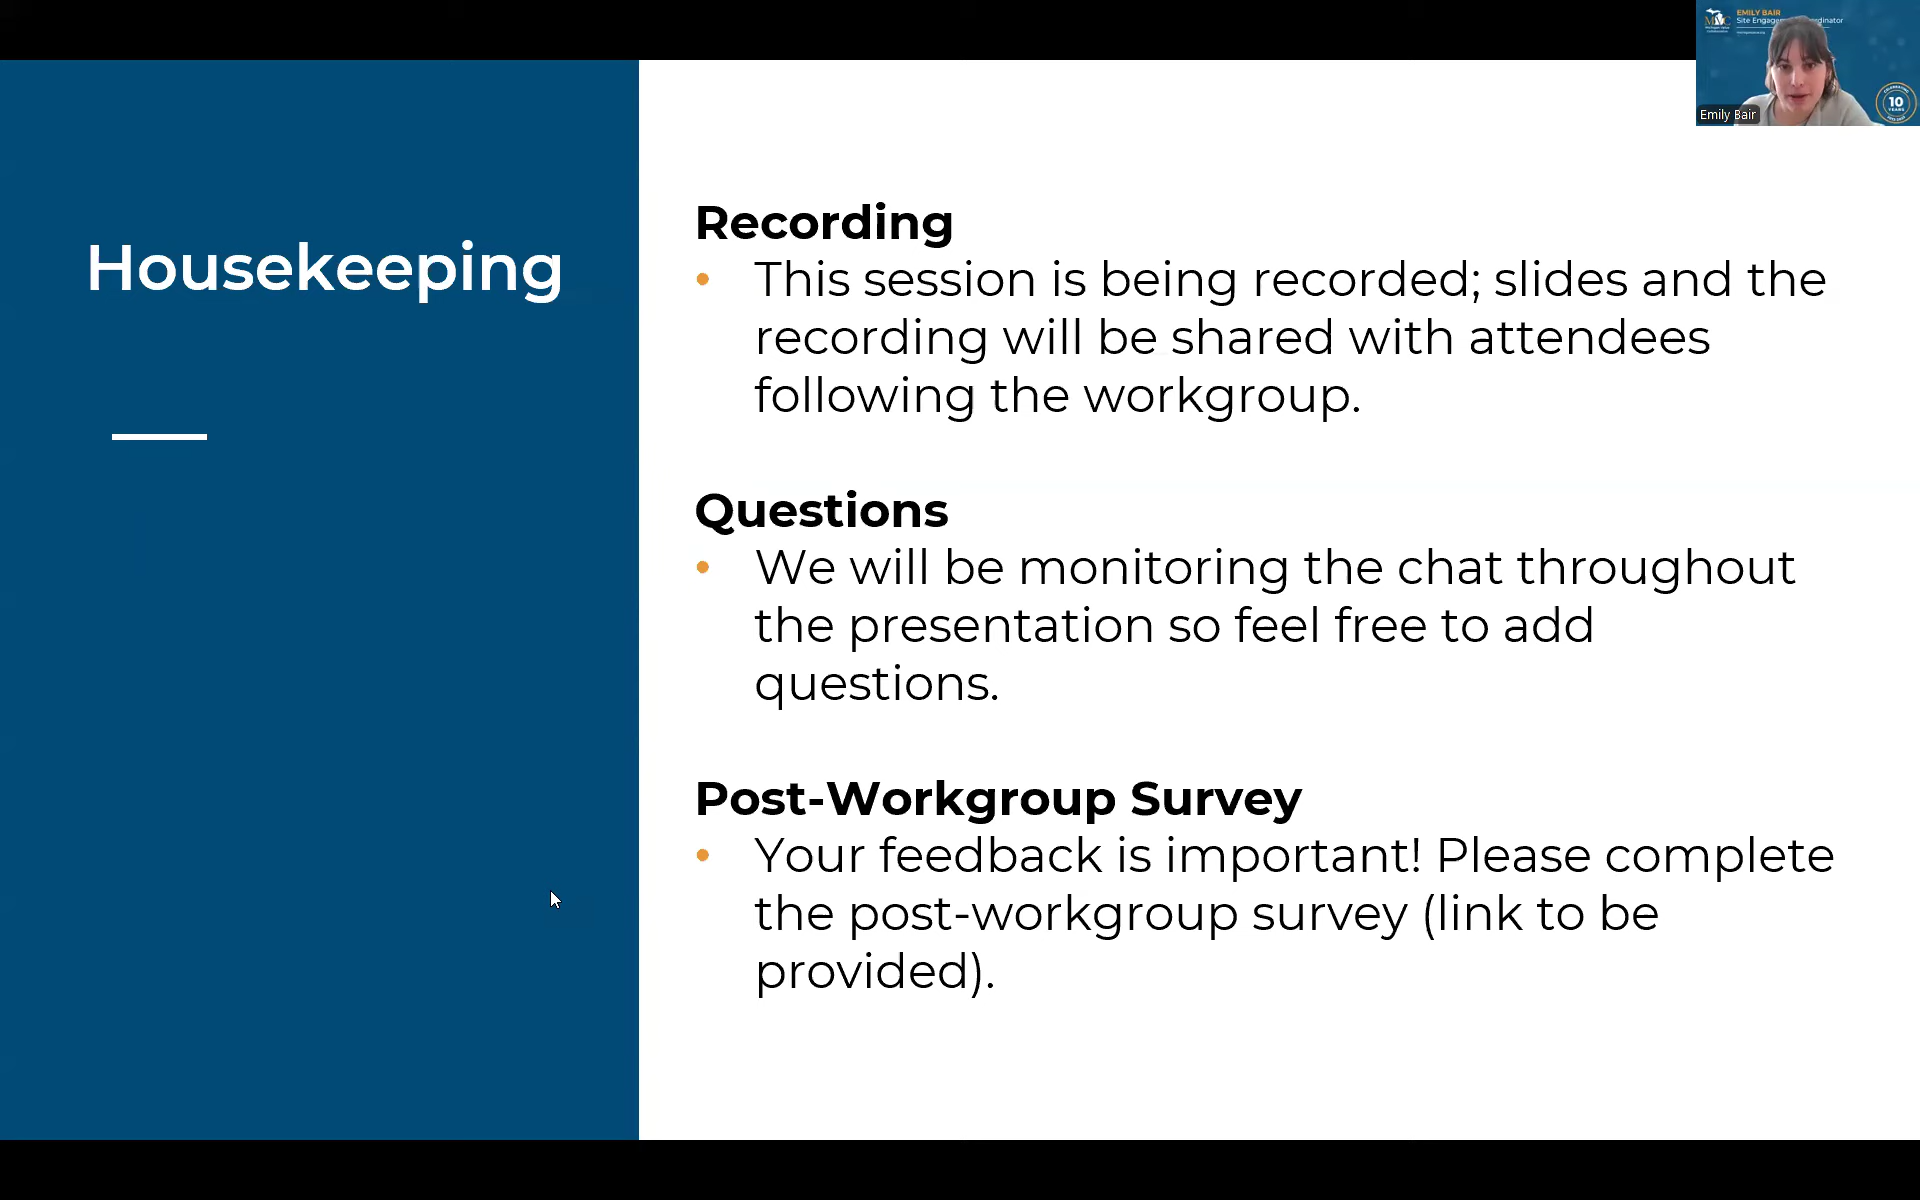 Housekeeping
Recording
• This session is being recorded; slides and the
recording will be shared with attendees
following the workgroup.
Questions
• We will be monitoring the chat throughout
the presentation so feel free to add
questions.
Post-Workgroup Survey
• Your feedback is important! Please complete
the post-workgroup survey (link to be
provided).
EMILY BAIR
Site
Emily Bair
10
YEARS